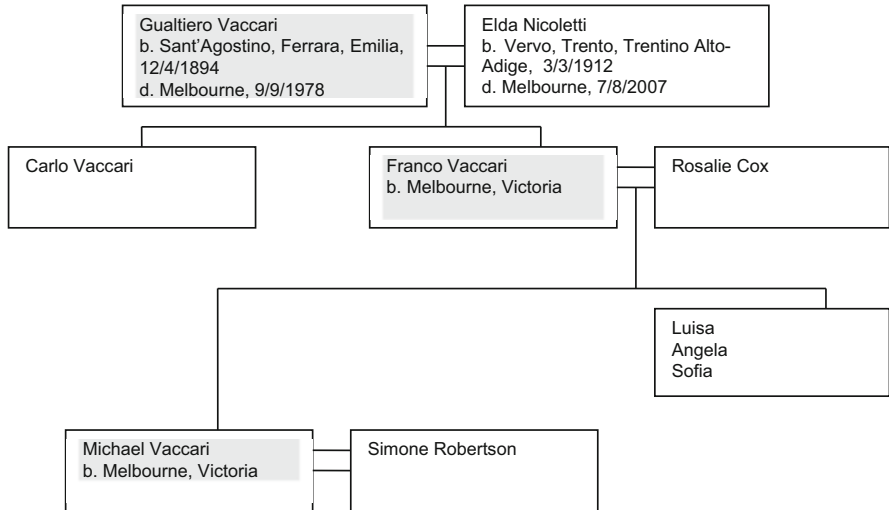 Gualtiero Vaccari
b. Sant’Agostino, Ferrara, Emilia,
12/4/1894
d. Melbourne, 9/9/1978
Elda Nicoletti
b. Vervo, Trento, Trentino Alto-
Adige, 3/3/1912
d. Melbourne, 7/8/2007
Carlo Vaccari
Franco Vaccari
b. Melbourne, Victoria
Rosalie Cox
Luisa
Angela
Sofia
Michael Vaccari
b. Melbourne, Victoria
Simone Robertson